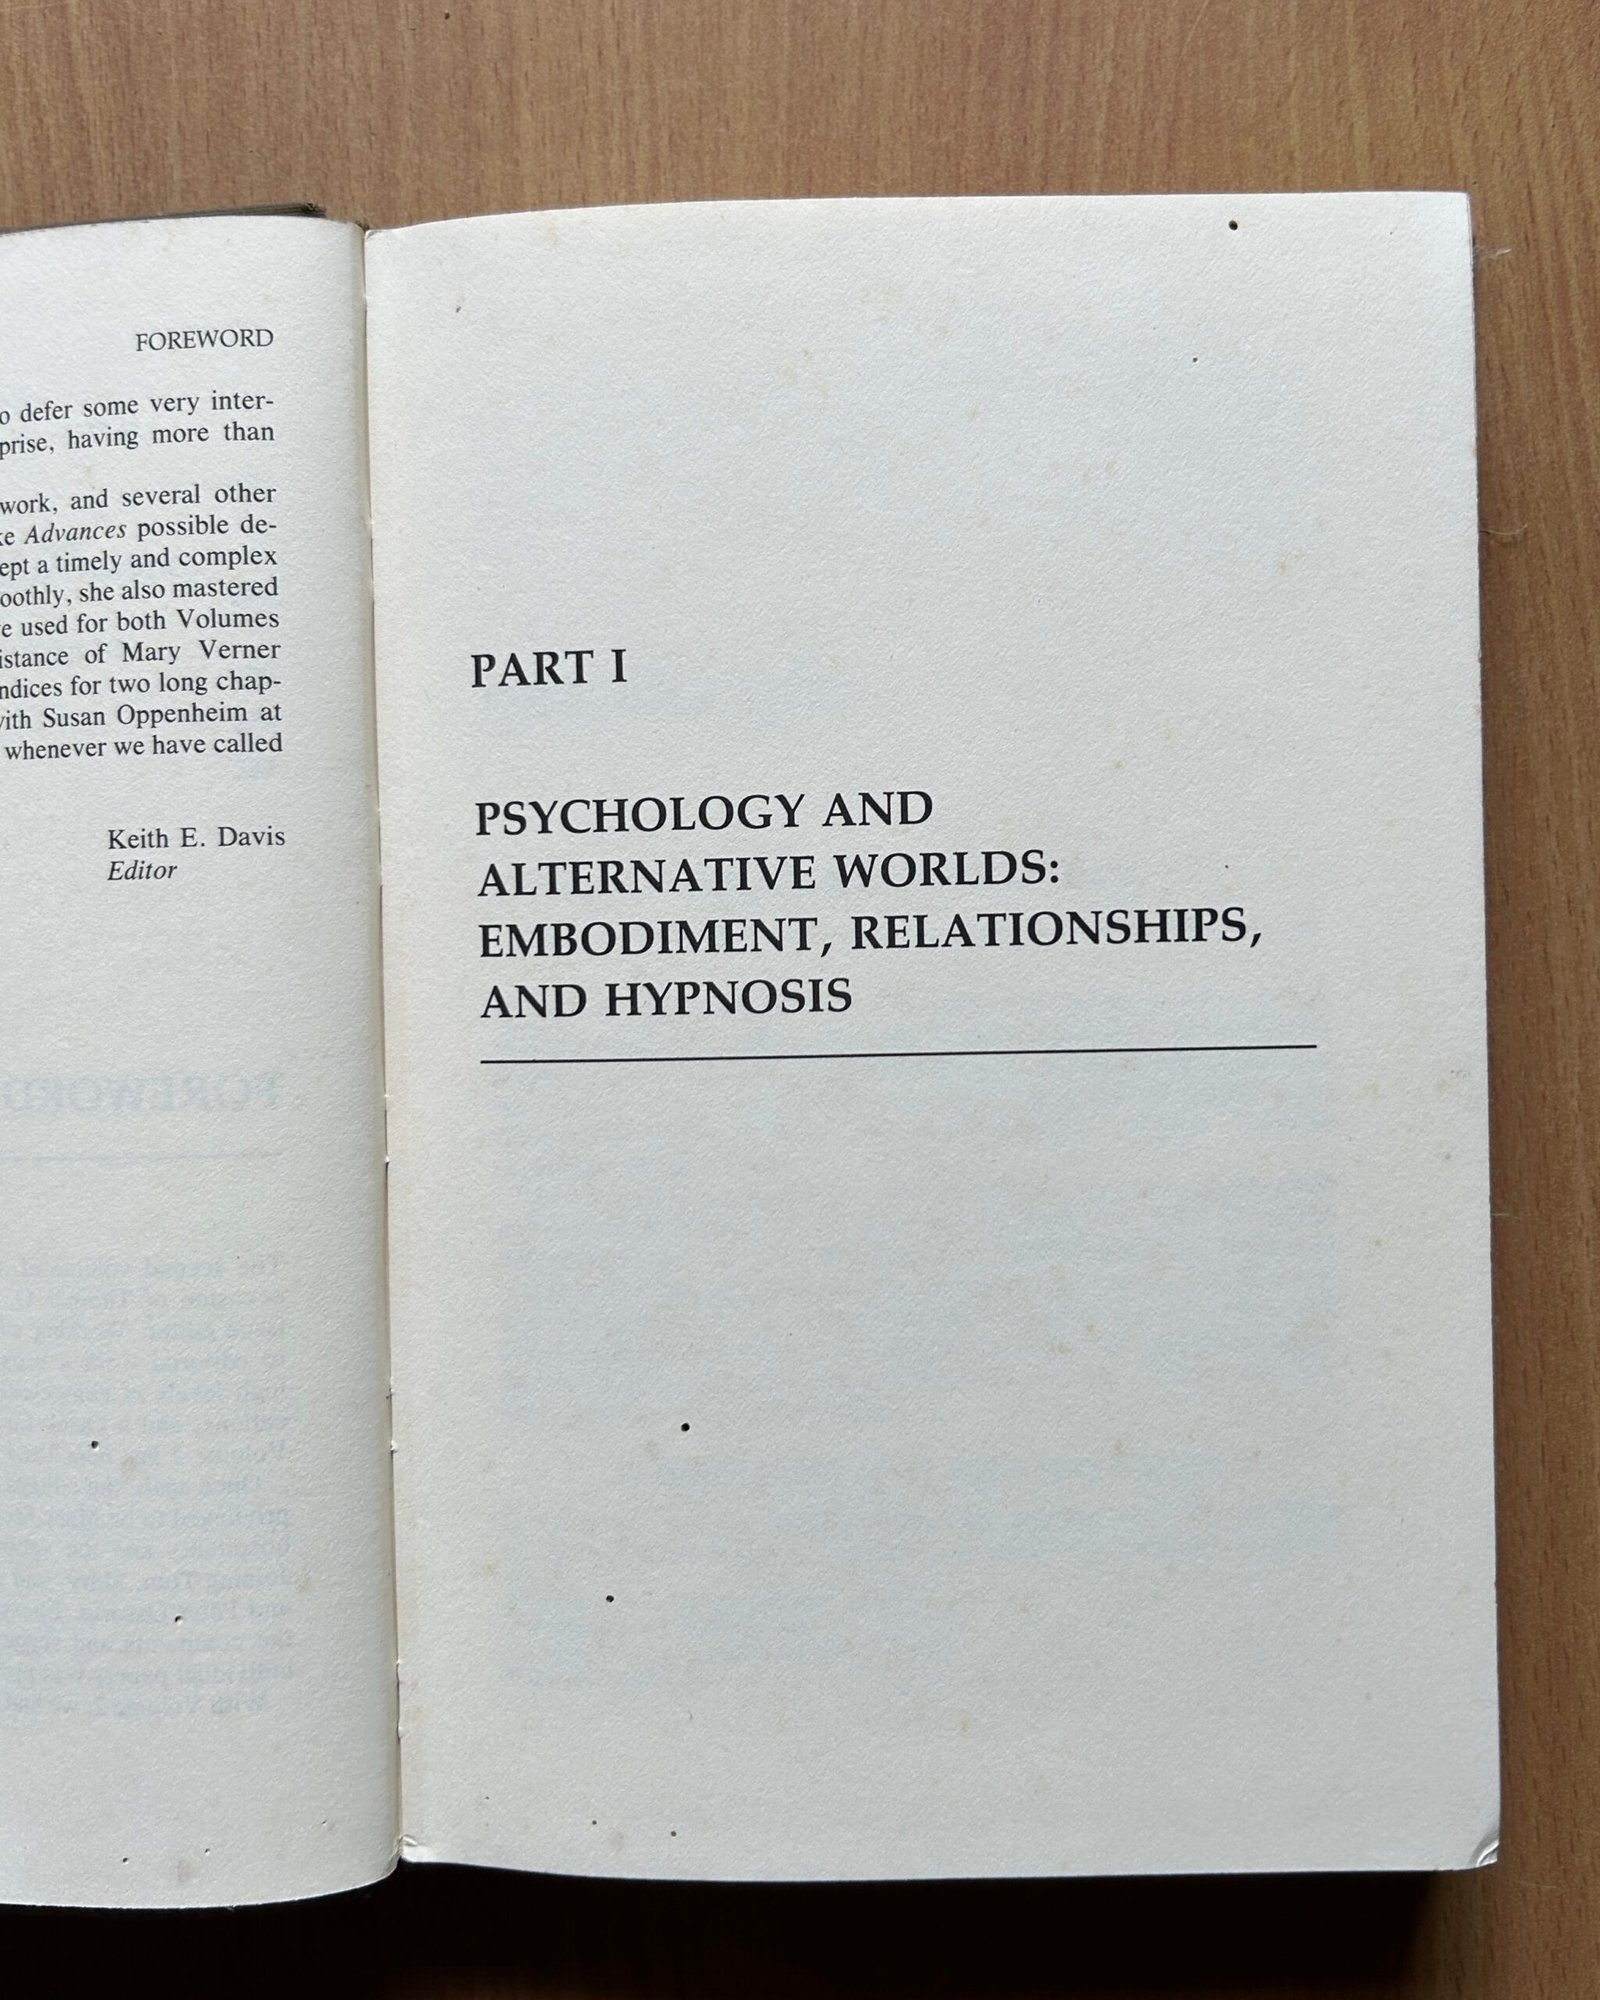 FOREWORD
o defer some very inter-
prise, having more than
work, and several other
Advances possible de-
ept a timely and complex
oothly, she also mastered
e used for both Volumes
istance of Mary Verner
ndices for two long chap-
with Susan Oppenheim at
whenever we have called
Keith E. Davis
Editor
PART I
PSYCHOLOGY AND
ALTERNATIVE WORLDS:
EMBODIMENT, RELATIONSHIPS,
AND HYPNOSIS